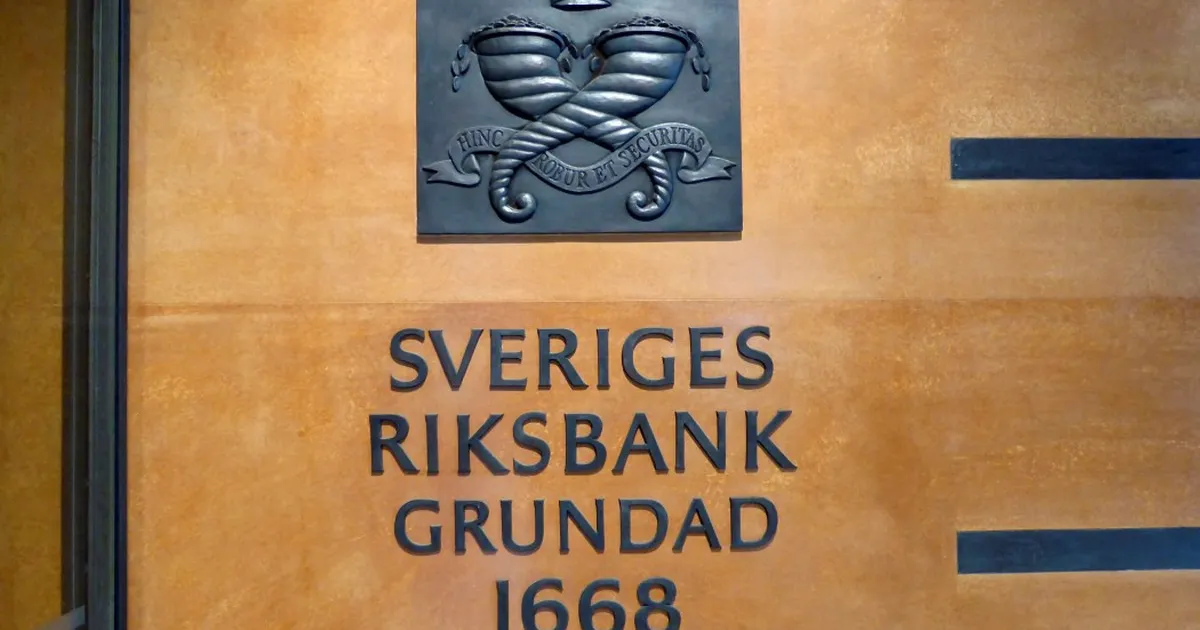 HINC ROBUR ET SECURITAS
SVERIGES
RIKSBANK
GRUNDAD
1668